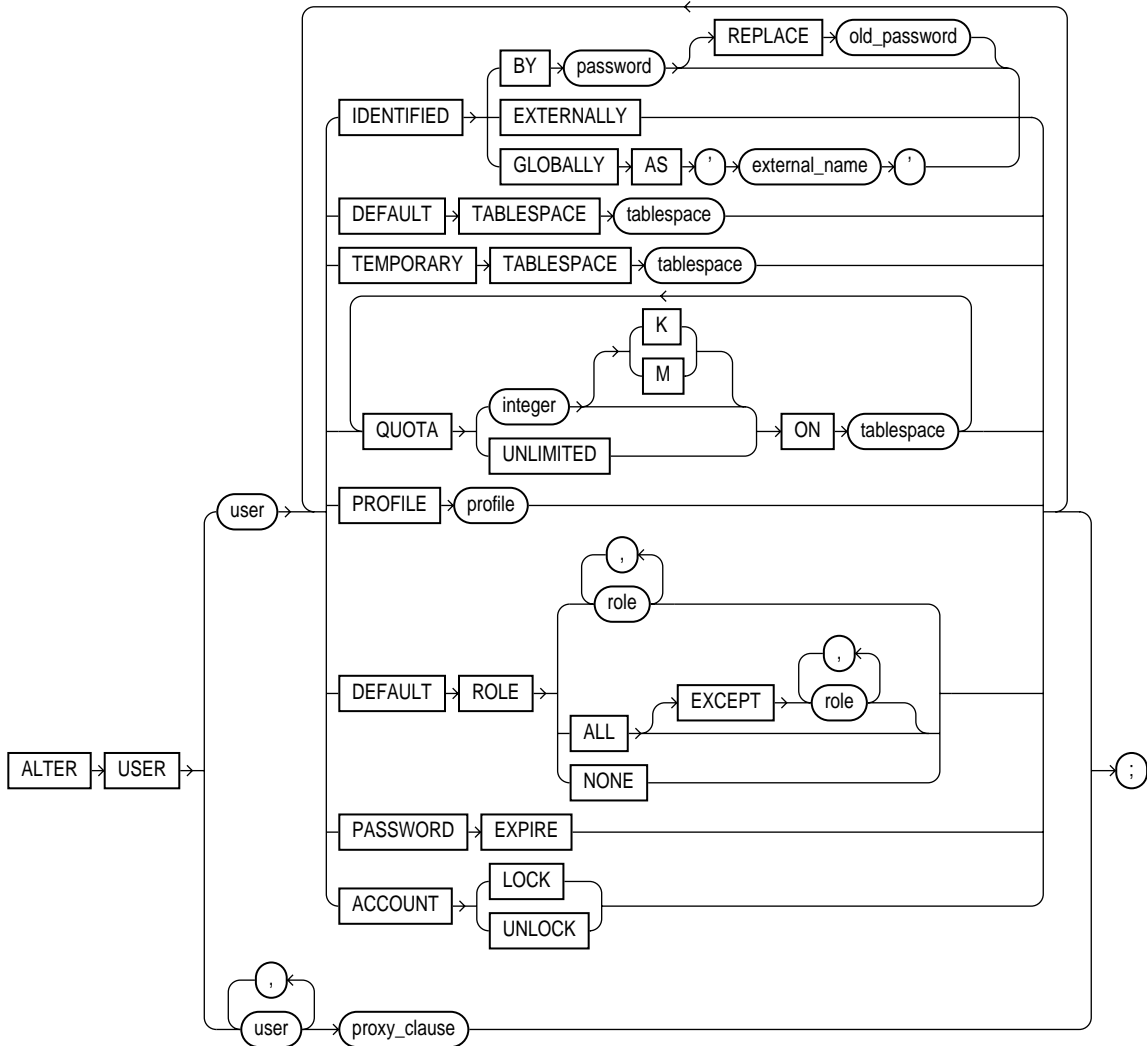 REPLACE old_password
BY password
IDENTIFIED EXTERNALLY
GLOBALLY AS ' external_name '
DEFAULT TABLESPACE tablespace
TEMPORARY TABLESPACE tablespace
K
M
integer
QUOTA ON tablespace
UNLIMITED
user PROFILE profile
,
role
,
DEFAULT ROLE EXCEPT role
ALL
ALTER USER ;
NONE
PASSWORD EXPIRE
LOCK
ACCOUNT
UNLOCK
,
user proxy_clause